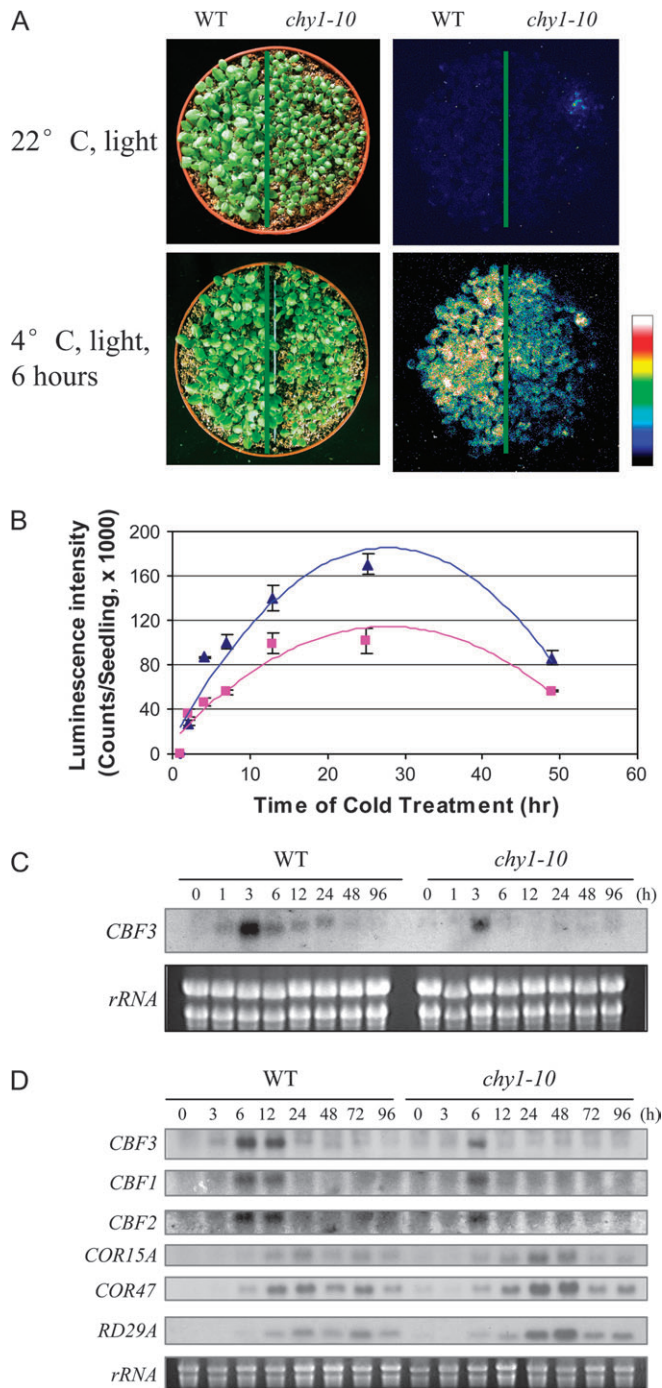 A
WT chy1-10 WT chy1-10
22° C, light
4° C, light,
6 hours
B
Luminescence intensity
(Counts/Seedling, x 1000)
200
160
120
80
40
0
0 10 20 30 40 50 60
Time of Cold Treatment (hr)
C
WT chy1-10
0 1 3 6 12 24 48 96 0 1 3 6 12 24 48 96 (h)
CBF3
rRNA
D
WT chy1-10
0 3 6 12 24 48 72 96 0 3 6 12 24 48 72 96 (h)
CBF3
CBF1
CBF2
COR15A
COR47
RD29A
rRNA